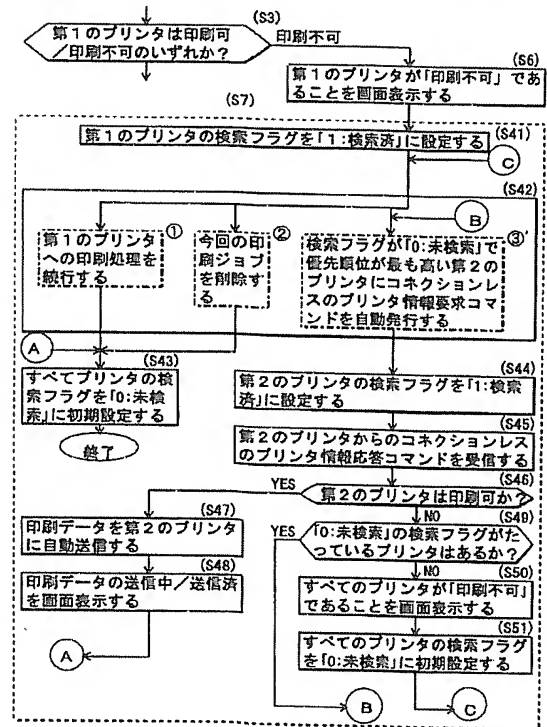 (S3)
第1のプリンタは印刷可
/印刷不可のいずれか?
印刷不可
(S6)
第1のプリンタが「印刷不可」であ
ることを画面表示する
(S7)
(S41)
第1のプリンタの検索フラグを「1:検索済」に設定する
C
(S42)
B
①
第1のプリンタ
への印刷処理を
続行する
②
今回の印
刷ジョブ
を削除す
る
③'
検索フラグが「0:未検索」で
優先順位が最も高い第2の
プリンタにコネクションレ
スのプリンタ情報要求コマ
ンドを自動発行する
A
(S43)
すべてプリンタの検
索フラグを「0:未検
索」に初期設定する
終了
(S44)
第2のプリンタの検索フラグを「1:検索
済」に設定する
(S45)
第2のプリンタからのコネクションレス
のプリンタ情報応答コマンドを受信する
(S46)
YES
第2のプリンタは印刷可か?
NO
(S47)
印刷データを第2のプリンタ
に自動送信する
(S48)
印刷データの送信中/送信済
を画面表示する
A
(S49)
YES
「0:未検索」の検索フラグがた
っているプリンタはあるか?
NO
(S50)
すべてのプリンタが「印刷不可」
であることを画面表示する
(S51)
すべてのプリンタの検索フラグ
を「0:未検索」に初期設定する
B
C